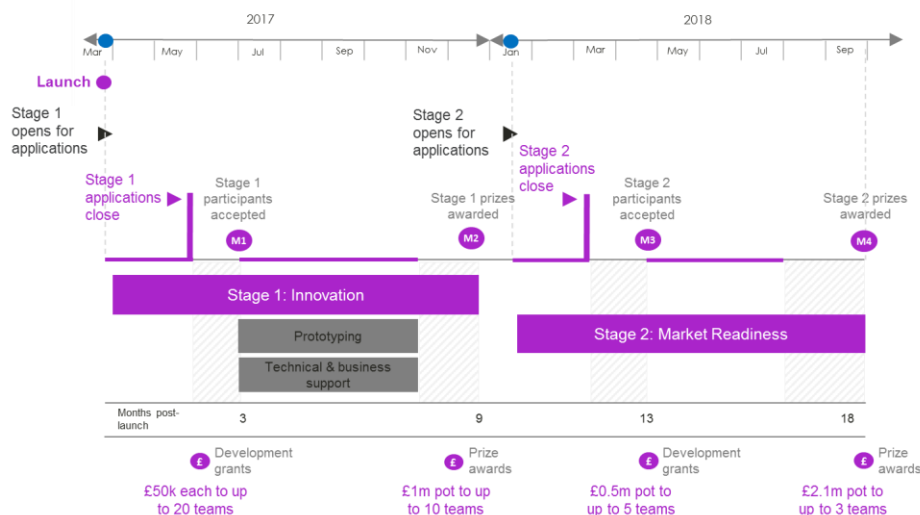 2017
2018
Mar
May
Jul
Sep
Nov
Jan
Mar
May
Jul
Sep
Launch
Stage 1
opens for
applications
Stage 2
opens for
applications
Stage 1
applications
close
Stage 1
participants
accepted
Stage 1 prizes
awarded
Stage 2
applications
close
Stage 2
participants
accepted
Stage 2 prizes
awarded
M1
M2
M3
M4
Stage 1: Innovation
Prototyping
Technical & business
support
Stage 2: Market Readiness
Months post-
launch
3
9
13
18
£
Development
grants
£
Prize
awards
£
Development
grants
£
Prize
awards
£50k each to up
to 20 teams
£1m pot to up
to 10 teams
£0.5m pot to
up to 5 teams
£2.1m pot to
up to 3 teams